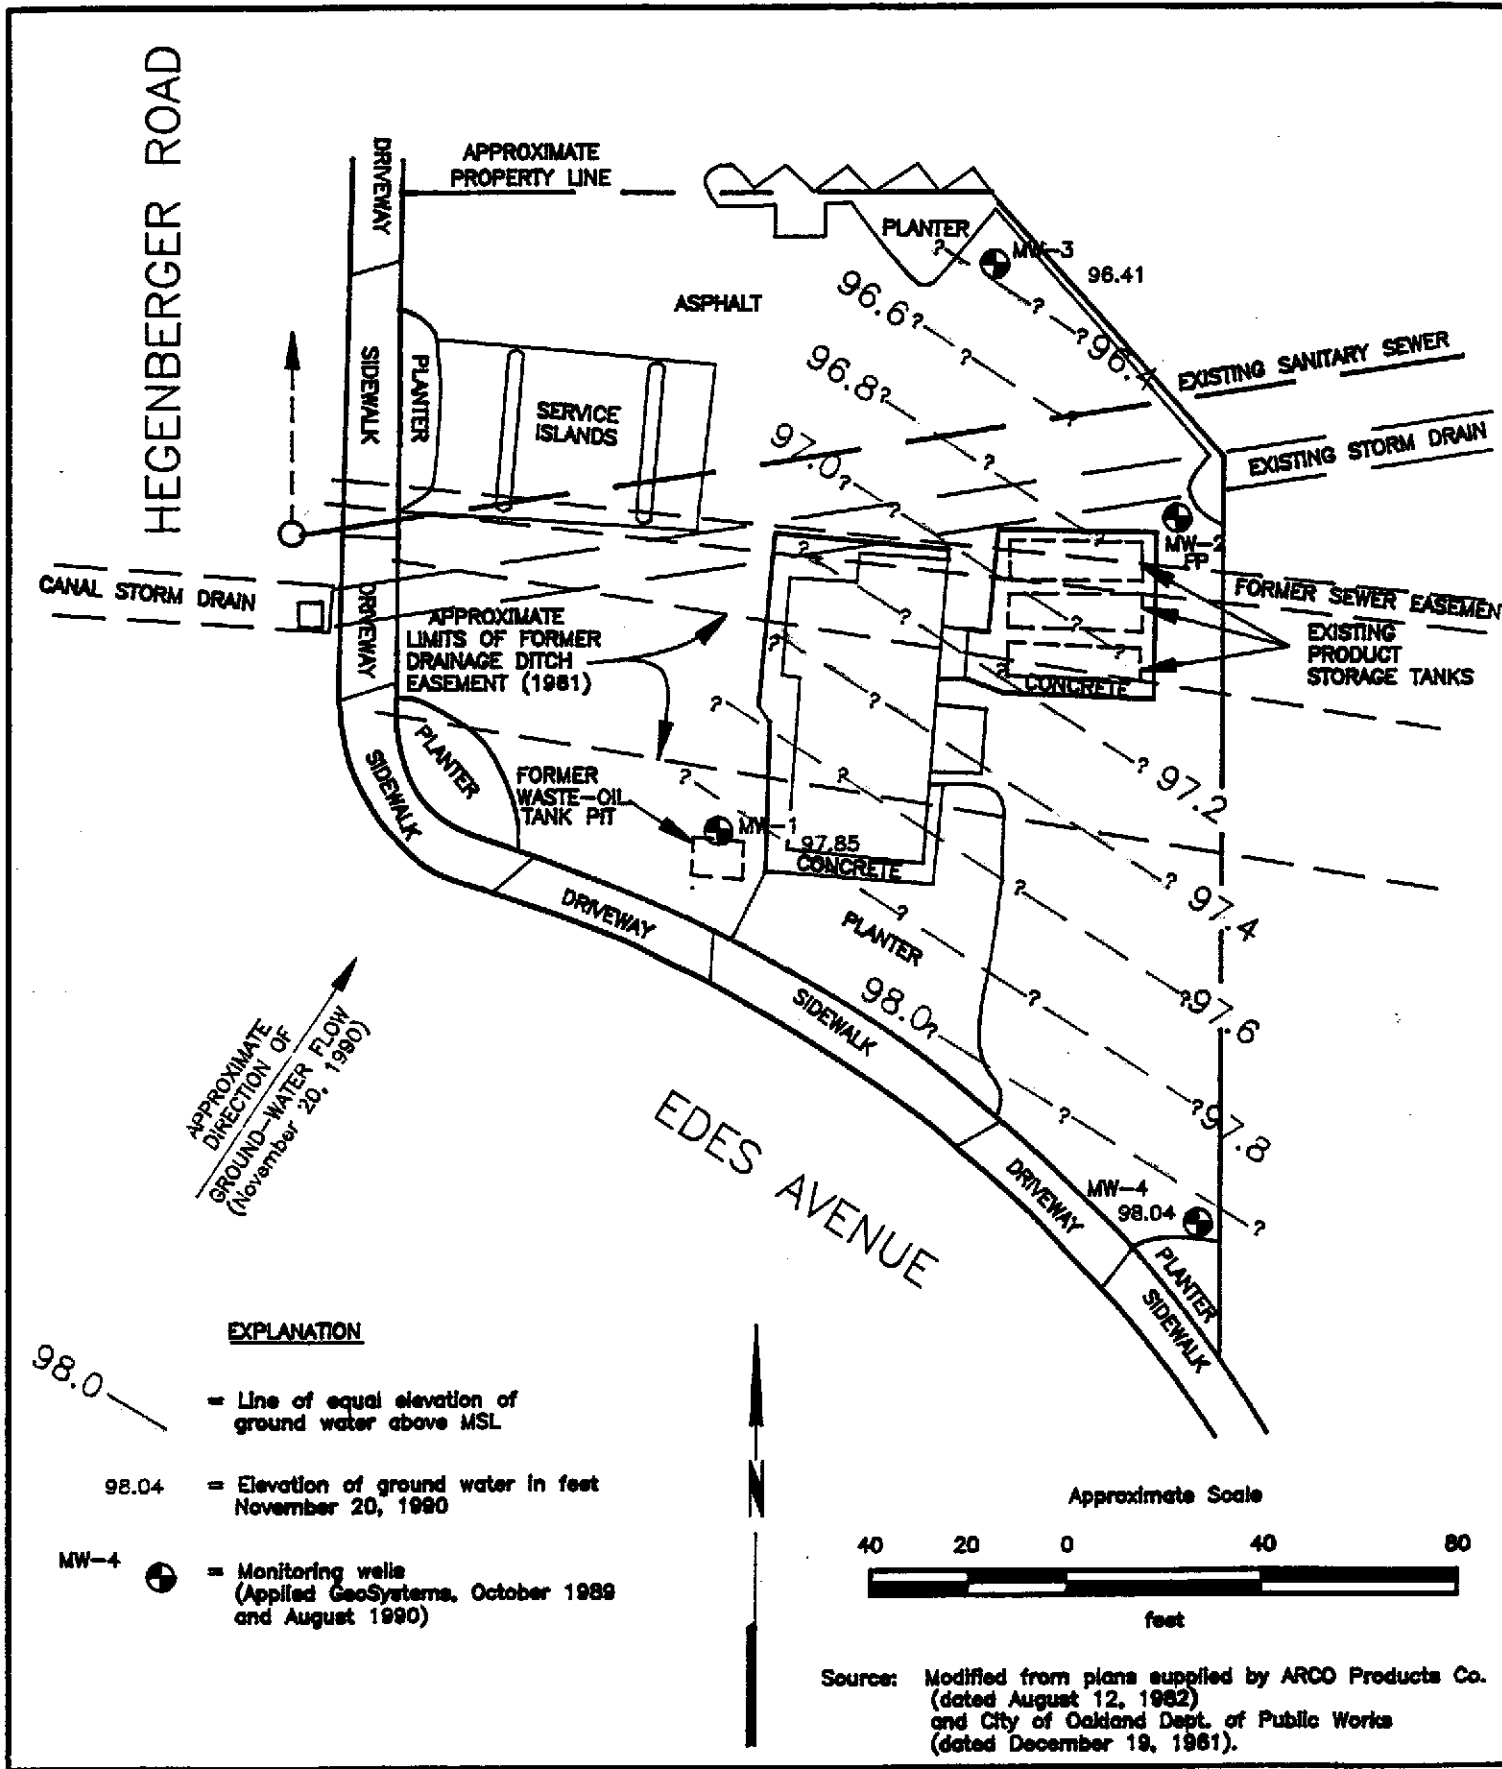 HEGENBERGER ROAD
DRIVEWAY
APPROXIMATE
PROPERTY LINE
PLANTER
?
MW-3
96.41
ASPHALT
96.6?
?
?
?
96.4
EXISTING SANITARY SEWER
SIDEWALK
PLANTER
SERVICE
ISLANDS
96.8?
?
EXISTING STORM DRAIN
97.0?
?
?
MW-2
FP
?
?
CANAL STORM DRAIN
DRIVEWAY
FORMER SEWER EASEMENT
APPROXIMATE
LIMITS OF FORMER
DRAINAGE DITCH
EASEMENT (1961)
?
?
?
?
EXISTING
PRODUCT
STORAGE TANKS
?
CONCRETE
?
?
?
?
97.2
SIDEWALK
PLANTER
FORMER
WASTE-OIL
TANK PIT
?
?
MW-1
97.85
CONCRETE
?
97.4
DRIVEWAY
?
?
PLANTER
98.0?
?
?
97.6
SIDEWALK
APPROXIMATE
DIRECTION OF
GROUND-WATER FLOW
(November 20, 1990)
EDES AVENUE
?
?
97.8
DRIVEWAY
MW-4
98.04
?
PLANTER
SIDEWALK
EXPLANATION
98.0
= Line of equal elevation of
ground water above MSL
98.04
= Elevation of ground water in feet
November 20, 1990
MW-4
= Monitoring wells
(Applied GeoSystems, October 1989
and August 1990)
N
Approximate Scale
40 20 0 40 80
feet
Source: Modified from plans supplied by ARCO Products Co.
(dated August 12, 1982)
and City of Oakland Dept. of Public Works
(dated December 19, 1961).